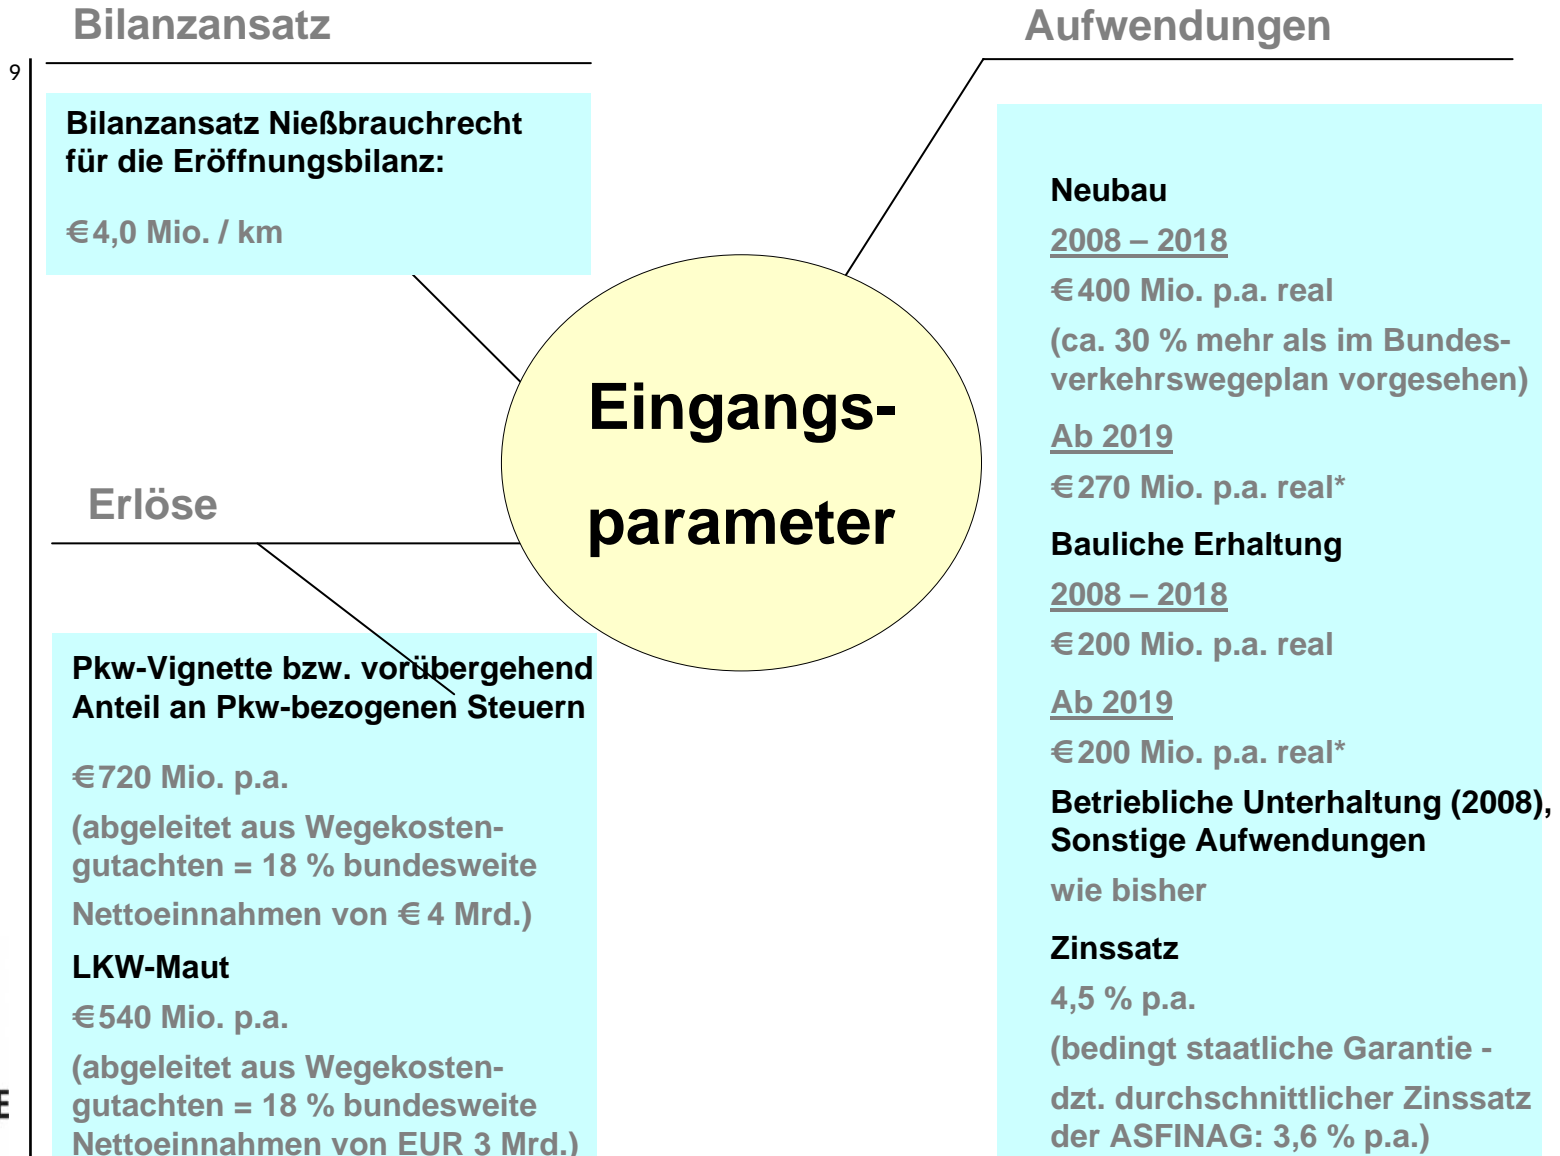 Bilanzansatz
9
Bilanzansatz Nießbrauchrecht
für die Eröffnungsbilanz:
€4,0 Mio. / km
Eingangs-
parameter
Erlöse
Pkw-Vignette bzw. vorübergehend
Anteil an Pkw-bezogenen Steuern
€720 Mio. p.a.
(abgeleitet aus Wegekosten-
gutachten = 18 % bundesweite
Nettoeinnahmen von € 4 Mrd.)
LKW-Maut
€540 Mio. p.a.
(abgeleitet aus Wegekosten-
gutachten = 18 % bundesweite
Nettoeinnahmen von EUR 3 Mrd.)
E
Aufwendungen
Neubau
2008 – 2018
€400 Mio. p.a. real
(ca. 30 % mehr als im Bundes-
verkehrswegeplan vorgesehen)
Ab 2019
€270 Mio. p.a. real*
Bauliche Erhaltung
2008 – 2018
€200 Mio. p.a. real
Ab 2019
€200 Mio. p.a. real*
Betriebliche Unterhaltung (2008),
Sonstige Aufwendungen
wie bisher
Zinssatz
4,5 % p.a.
(bedingt staatliche Garantie -
dzt. durchschnittlicher Zinssatz
der ASFINAG: 3,6 % p.a.)